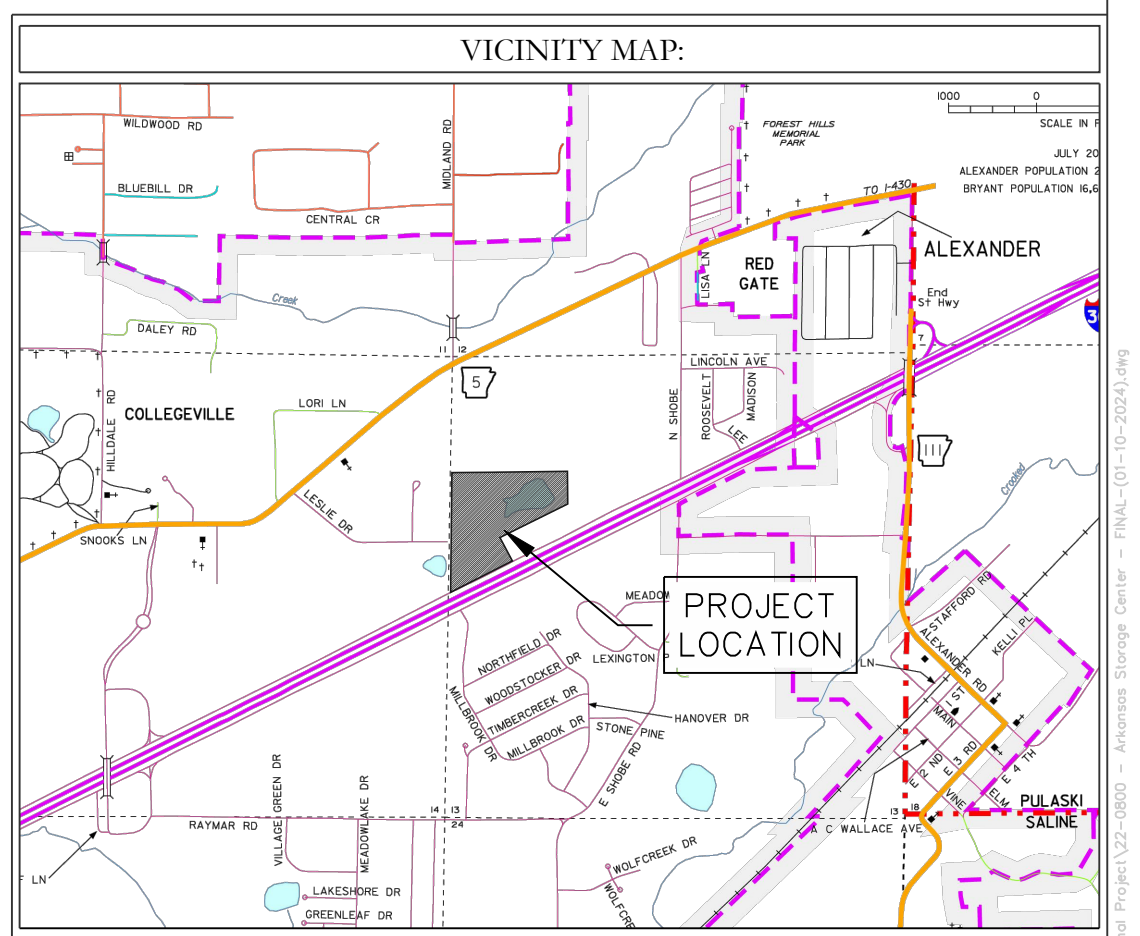 VICINITY MAP:
WILDWOOD RD
BLUEBILL DR
CENTRAL CR
MIDLAND RD
FOREST HILLS
MEMORIAL
PARK
1000 0
SCALE IN F
JULY 20
ALEXANDER POPULATION 2
BRYANT POPULATION 16,6
TO I-430
ALEXANDER
RED
GATE
LISA LN
End
St Hwy
3
7
Creek
DALEY RD
11 12
5
LINCOLN AVE
N SHOBE
ROOSEVELT
MADISON
LEE
COLLEGEVILLE
HILLDALE RD
LORI LN
LESLIE DR
SNOOKS LN
111
Crooked
PROJECT
LOCATION
MEADOW
LEXINGTON P
NORTHFIELD DR
WOODSTOCKER DR
TIMBERCREEK DR
MILLBROOK DR
MILLBROOK DR
HANOVER DR
STONE PINE
E SHOBE RD
STAFFORD RD
KELLI PL
ALEXANDER RD
LN
1 ST
MAIN
E 2 ND
E 3 RD
E 4 TH
VINE
ELM
A C WALLACE AVE
13 18
PULASKI
SALINE
14 13
24
RAYMAR RD
VILLAGE GREEN DR
MEADOWLAKE DR
LAKESHORE DR
GREENLEAF DR
WOLFCREEK DR
WOLFCRE
F LN
nal Project\22-0800 - Arkansas Storage Center - FINAL-(01-10-2024).dwg